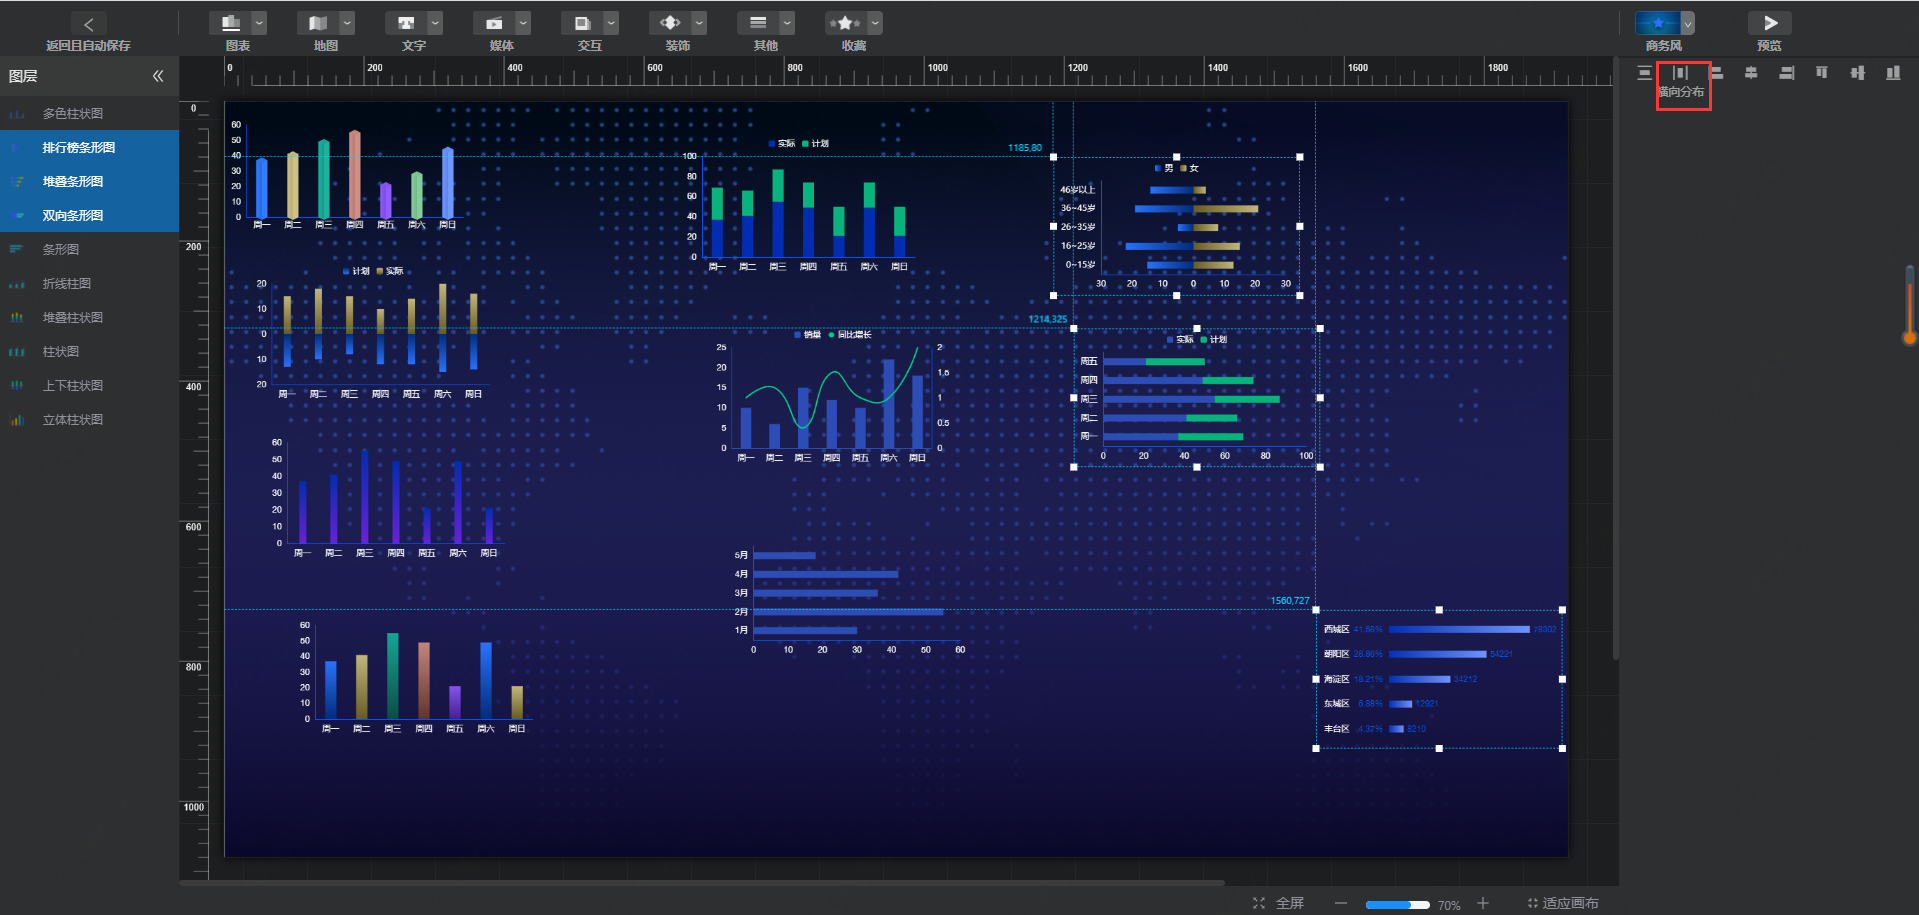 返回且自动保存
图表
地图
文字
媒体
交互
装饰
其他
收藏
商务风
预览
图层
横向分布
多色柱状图
排行榜条形图
堆叠条形图
双向条形图
条形图
折线柱图
堆叠柱状图
柱状图
上下柱状图
立体柱状图
0 200 400 600 800 1000 1200 1400 1600 1800
0
200
400
600
800
1000
60
50
40
30
20
10
0
周一 周二 周三 周四 周五 周六 周日
实际 计划
100
80
60
40
20
0
周一 周二 周三 周四 周五 周六 周日
1185,80
男 女
46岁以上
36~45岁
26~35岁
16~25岁
0~15岁
30 20 10 0 10 20 30
计划 实际
20
10
0
10
20
周一 周二 周三 周四 周五 周六 周日
销量 同比增长
25
20
15
10
5
0
2
1.5
1
0.5
0
周一 周二 周三 周四 周五 周六 周日
1214,325
实际 计划
周五
周四
周三
周二
周一
0 20 40 60 80 100
60
50
40
30
20
10
0
周一 周二 周三 周四 周五 周六 周日
5月
4月
3月
2月
1月
0 10 20 30 40 50 60
1560,727
西城区 41.68% 78302
朝阳区 28.86% 54221
海淀区 18.21% 34212
东城区 6.88% 12921
丰台区 4.37% 8210
60
50
40
30
20
10
0
周一 周二 周三 周四 周五 周六 周日
全屏
70%
适应画布